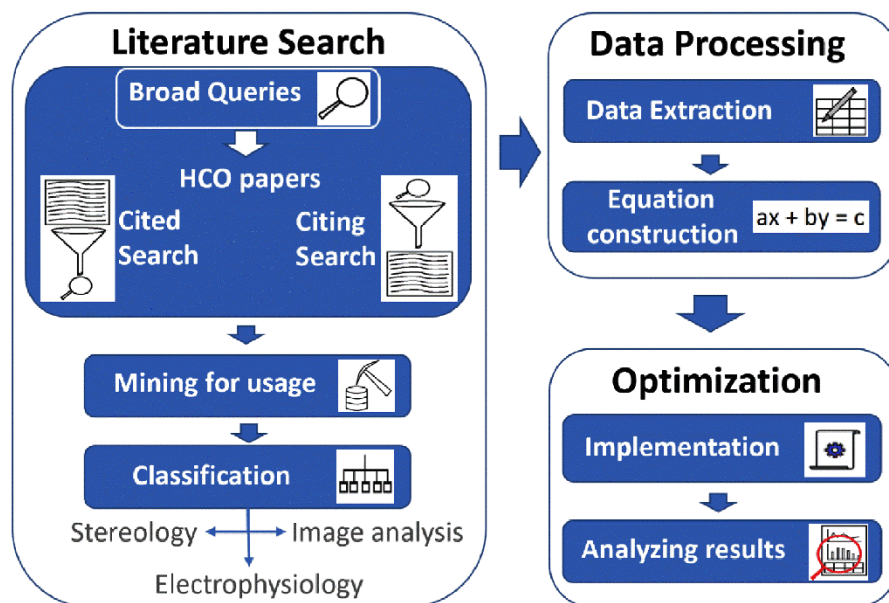 Literature Search
Broad Queries
HCO papers
Cited
Search
Citing
Search
Mining for usage
Classification
Stereology
Image analysis
Electrophysiology
Data Processing
Data Extraction
Equation
construction
ax + by = c
Optimization
Implementation
Analyzing results